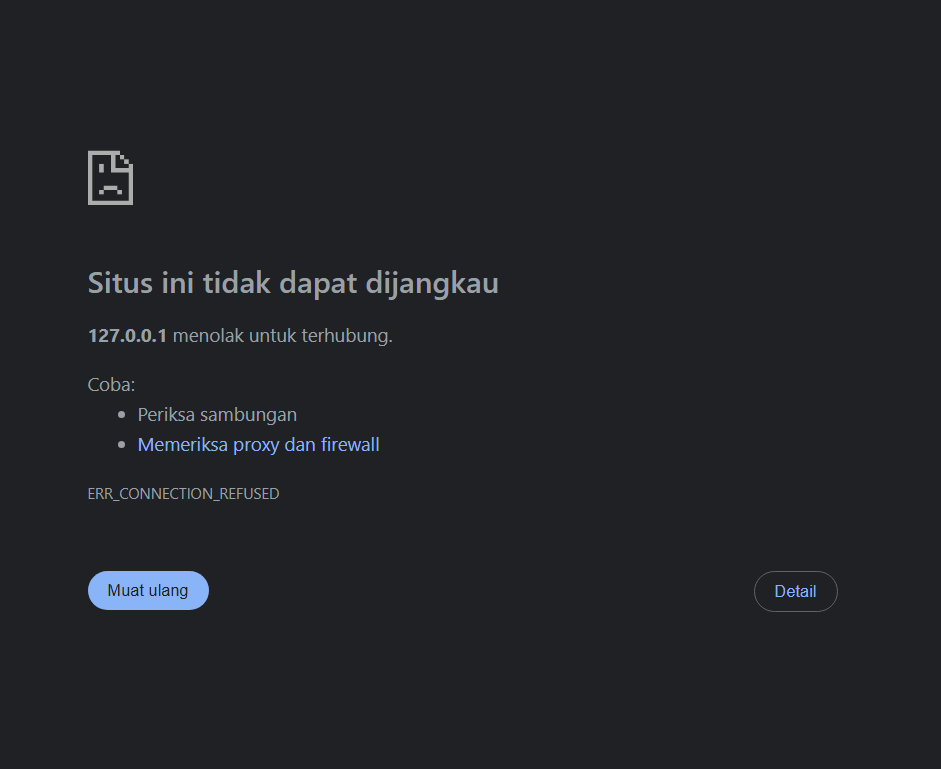 Situs ini tidak dapat dijangkau
127.0.0.1 menolak untuk terhubung.
Coba:
Periksa sambungan
Memeriksa proxy dan firewall
ERR_CONNECTION_REFUSED
Muat ulang
Detail